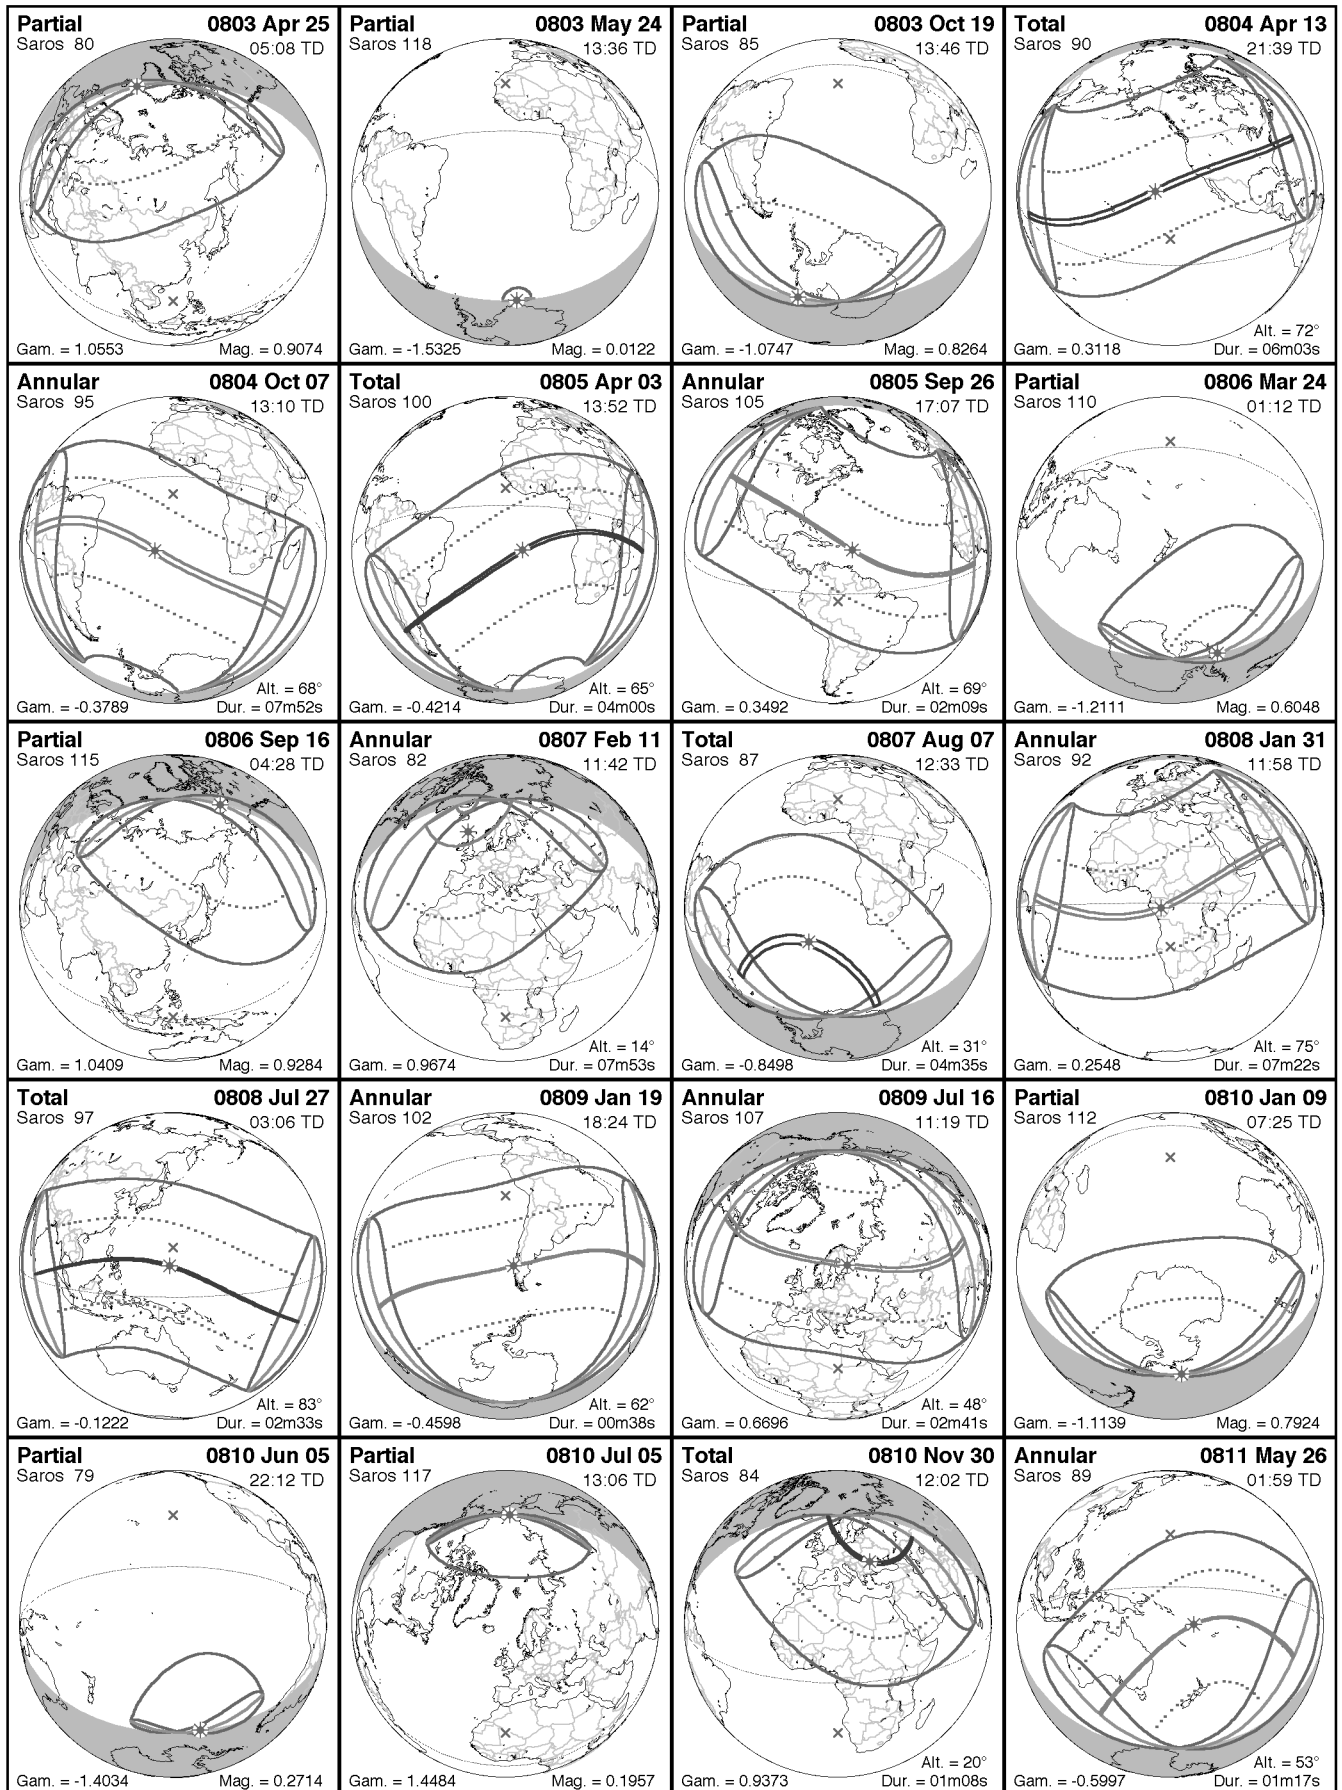 Partial 0803 Apr 25
Saros 80 05:08 TD
Gam. = 1.0553 Mag. = 0.9074
Partial 0803 May 24
Saros 118 13:36 TD
Gam. = -1.5325 Mag. = 0.0122
Partial 0803 Oct 19
Saros 85 13:46 TD
Gam. = -1.0747 Mag. = 0.8264
Total 0804 Apr 13
Saros 90 21:39 TD
Alt. = 72°
Gam. = 0.3118 Dur. = 06m03s
Annular 0804 Oct 07
Saros 95 13:10 TD
Alt. = 68°
Gam. = -0.3789 Dur. = 07m52s
Total 0805 Apr 03
Saros 100 13:52 TD
Alt. = 65°
Gam. = -0.4214 Dur. = 04m00s
Annular 0805 Sep 26
Saros 105 17:07 TD
Alt. = 69°
Gam. = 0.3492 Dur. = 02m09s
Partial 0806 Mar 24
Saros 110 01:12 TD
Gam. = -1.2111 Mag. = 0.6048
Partial 0806 Sep 16
Saros 115 04:28 TD
Gam. = 1.0409 Mag. = 0.9284
Annular 0807 Feb 11
Saros 82 11:42 TD
Alt. = 14°
Gam. = 0.9674 Dur. = 07m53s
Total 0807 Aug 07
Saros 87 12:33 TD
Alt. = 31°
Gam. = -0.8498 Dur. = 04m35s
Annular 0808 Jan 31
Saros 92 11:58 TD
Alt. = 75°
Gam. = 0.2548 Dur. = 07m22s
Total 0808 Jul 27
Saros 97 03:06 TD
Alt. = 83°
Gam. = -0.1222 Dur. = 02m33s
Annular 0809 Jan 19
Saros 102 18:24 TD
Alt. = 62°
Gam. = -0.4598 Dur. = 00m38s
Annular 0809 Jul 16
Saros 107 11:19 TD
Alt. = 48°
Gam. = 0.6696 Dur. = 02m41s
Partial 0810 Jan 09
Saros 112 07:25 TD
Gam. = -1.1139 Mag. = 0.7924
Partial 0810 Jun 05
Saros 79 22:12 TD
Gam. = -1.4034 Mag. = 0.2714
Partial 0810 Jul 05
Saros 117 13:06 TD
Gam. = 1.4484 Mag. = 0.1957
Total 0810 Nov 30
Saros 84 12:02 TD
Alt. = 20°
Gam. = 0.9373 Dur. = 01m08s
Annular 0811 May 26
Saros 89 01:59 TD
Alt. = 53°
Gam. = -0.5997 Dur. = 01m17s